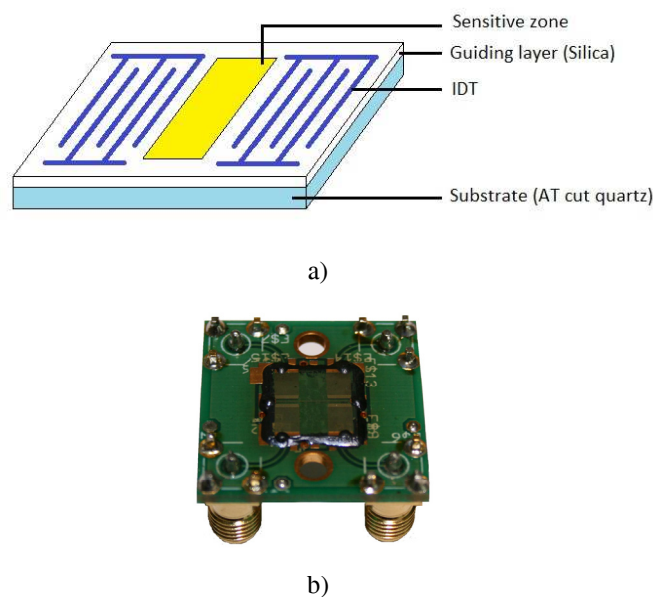 Sensitive zone
Guiding layer (Silica)
IDT
Substrate (AT cut quartz)
a)
b)